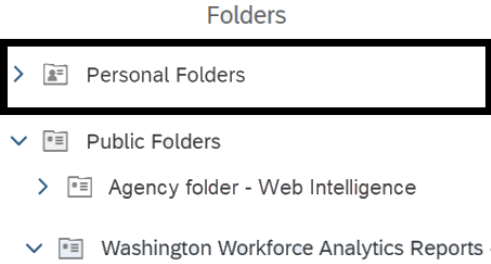 Folders
Personal Folders
Public Folders
Agency folder - Web Intelligence
Washington Workforce Analytics Reports -